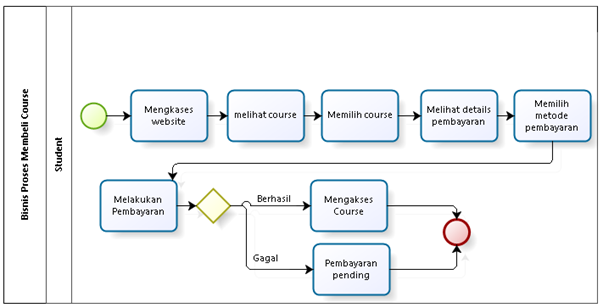 Bisnis Proses Membeli Course
Student
Mengkases
website
melihat course
Memilih course
Melihat details
pembayaran
Memilih
metode
pembayaran
Melakukan
Pembayaran
Berhasil
Mengakses
Course
Gagal
Pembayaran
pending